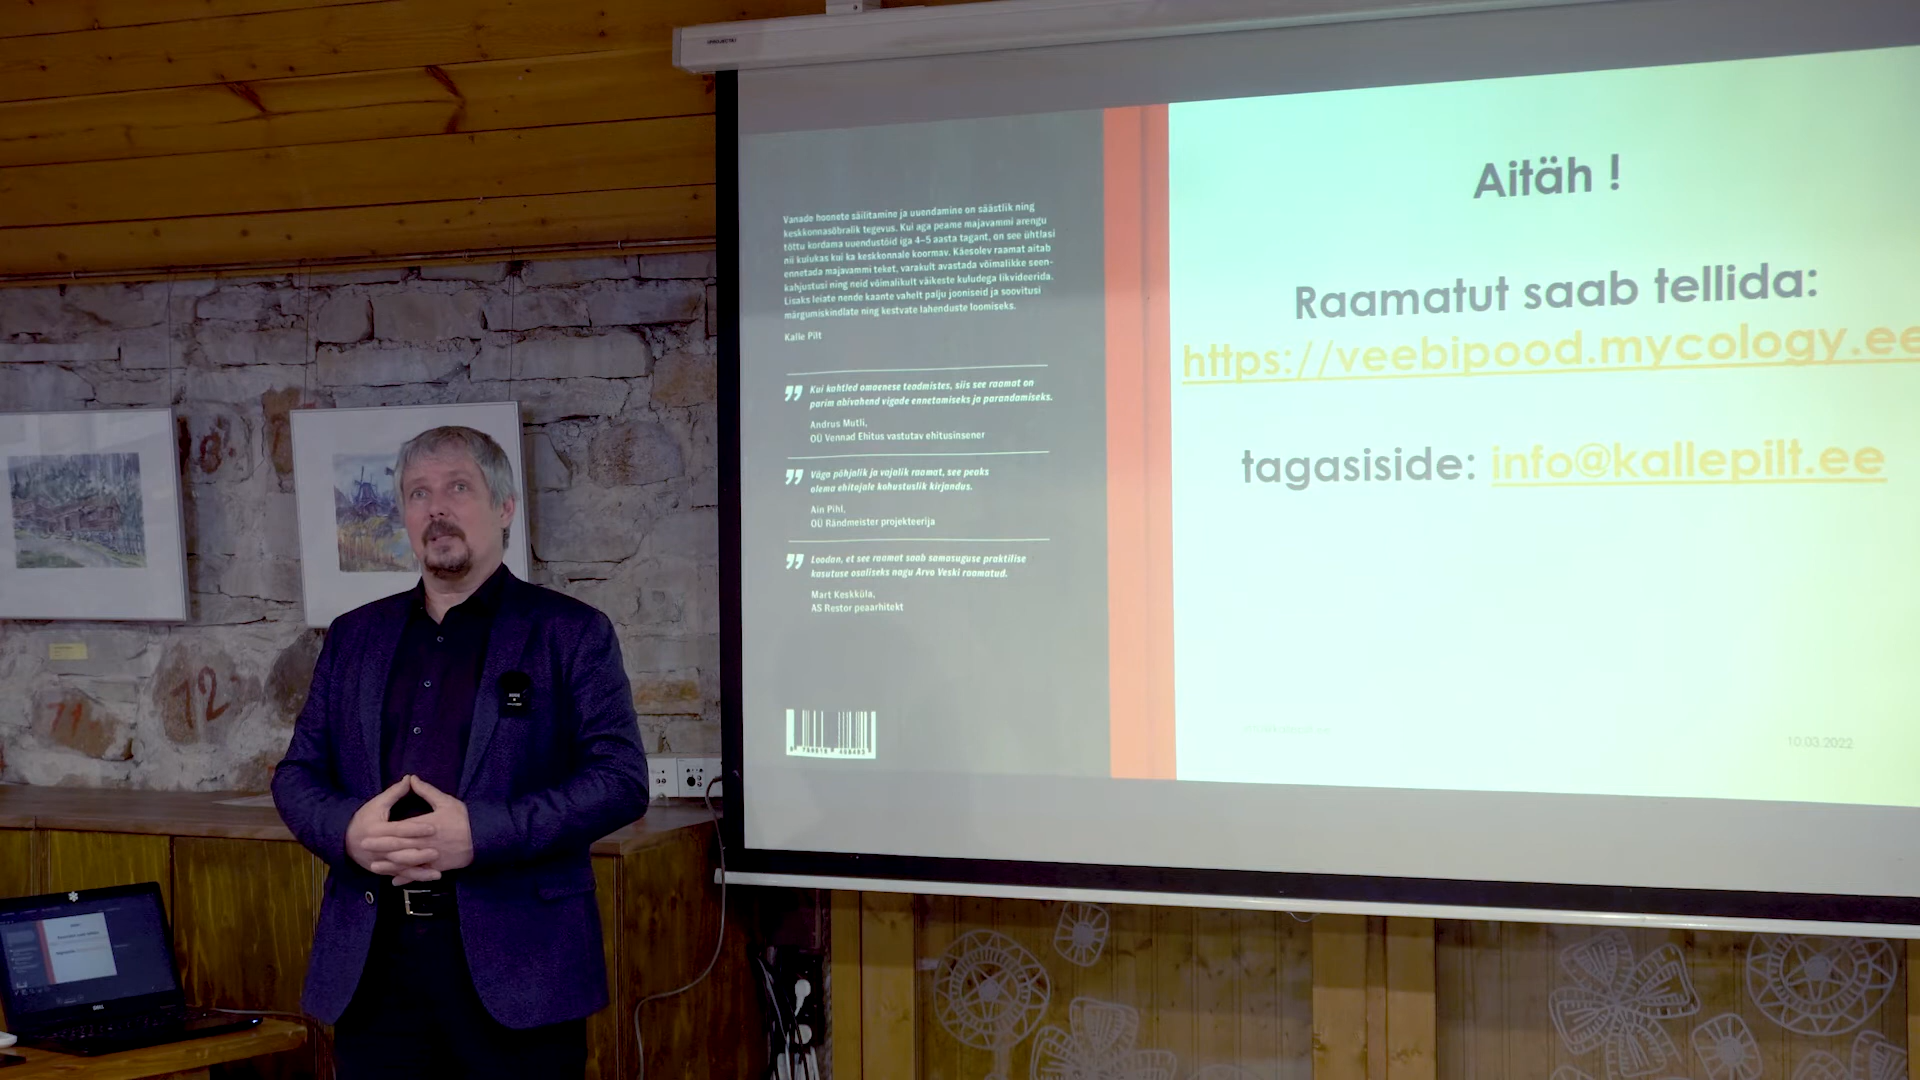 Vanade hoonete säilitamine ja uuendamine on säästlik ning
keskkonnasõbralik tegevus. Kui aga peame majavammi arengu
tõttu kordama uuendustöid iga 4–5 aasta tagant, on see ühtlasi
nii kulukas kui ka keskkonnale koormav. Käesolev raamat aitab
ennetada majavammi teket, varakult avastada võimalikke seen-
kahjustusi ning neid võimalikult väikeste kuludega likvideerida.
Lisaks leiate nende kaante vahelt palju jooniseid ja soovitusi
märgumiskindlate ning kestvate lahenduste loomiseks.
Kalle Pilt
Kui kahtled omaenese teadmistes, siis see raamat on
parim abivahend vigade ennetamiseks ja parandamiseks.
Andrus Mutli,
OÜ Vennad Ehitus vastutav ehitusinsener
Väga põhjalik ja vajalik raamat, see peaks
olema ehitajale kohustuslik kirjandus.
Ain Pihl,
OÜ Rändmeister projekteerija
Loodan, et see raamat saab samasuguse praktilise
kasutuse osaliseks nagu Arvo Veski raamatud.
Mart Keskküla,
AS Restor peaarhitekt
Aitäh !
Raamatut saab tellida:
https://veebipood.mycology.ee
tagasiside: info@kallepilt.ee
10.03.2022
11
12
DELL